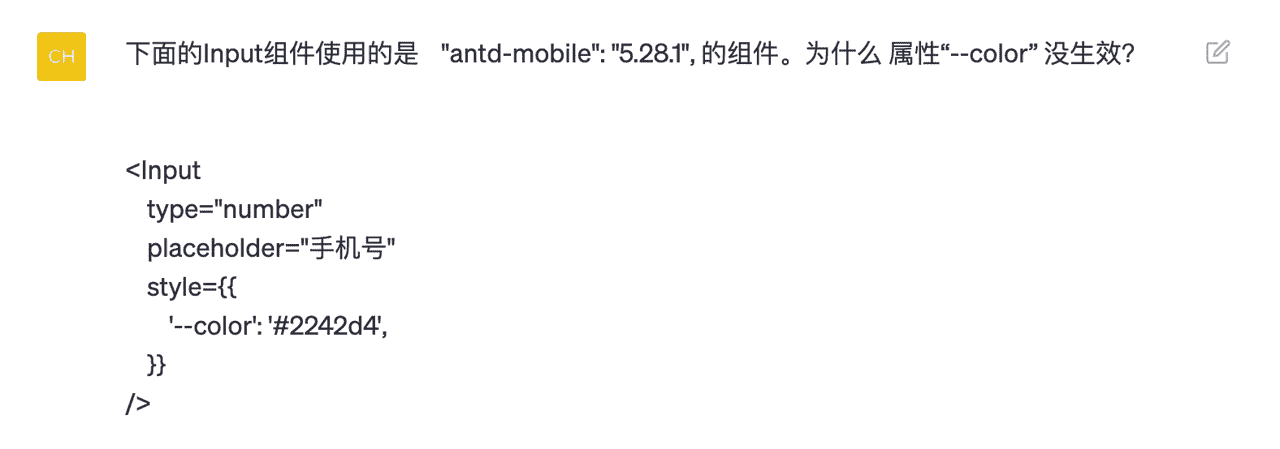 CH
下面的Input组件使用的是 "antd-mobile": "5.28.1", 的组件。为什么 属性“--color” 没生效?
<Input
type="number"
placeholder="手机号"
style={{
'--color': '#2242d4',
}}
/>